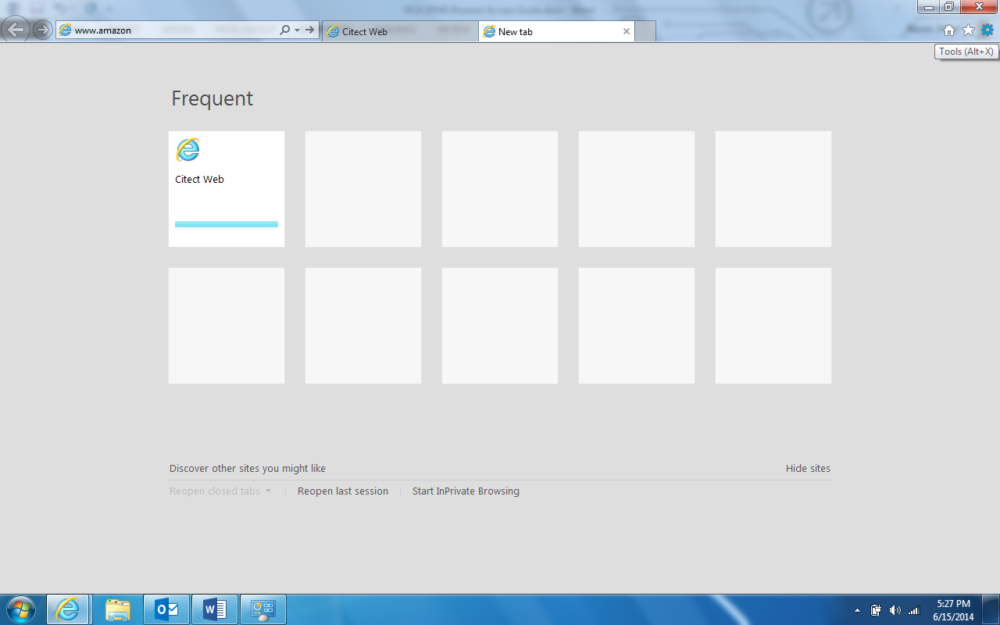 www.amazon
Citect Web
New tab
Tools (Alt+X)
Frequent
Citect Web
Discover other sites you might like
Hide sites
Reopen closed tabs
Reopen last session
Start InPrivate Browsing
5:27 PM
6/15/2014